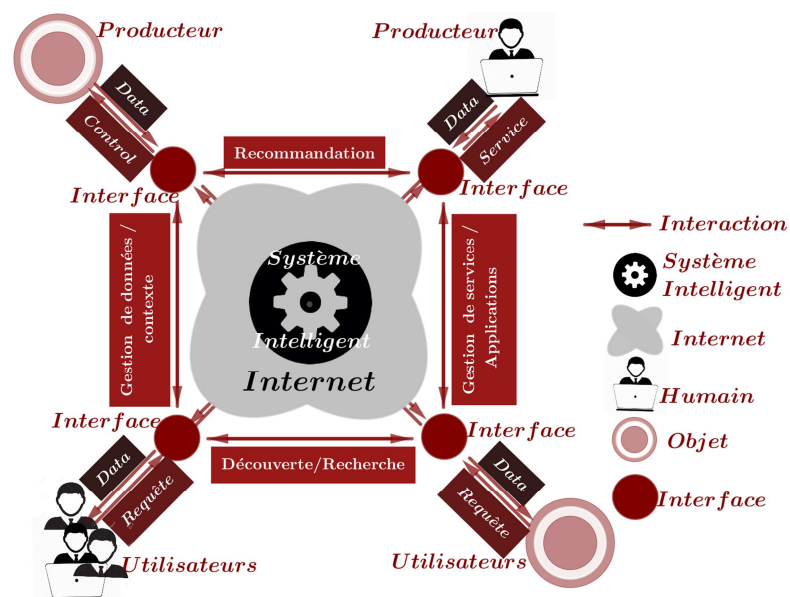 Producteur
Producteur
Data
Control
Data
Service
Recommandation
Interface
Interface
Gestion de données /
contexte
Système
Intelligent
Internet
Gestion de services /
Applications
Interaction
Système
Intelligent
Internet
Humain
Objet
Interface
Interface
Interface
Découverte/Recherche
Data
Requête
Data
Requête
Utilisateurs
Utilisateurs